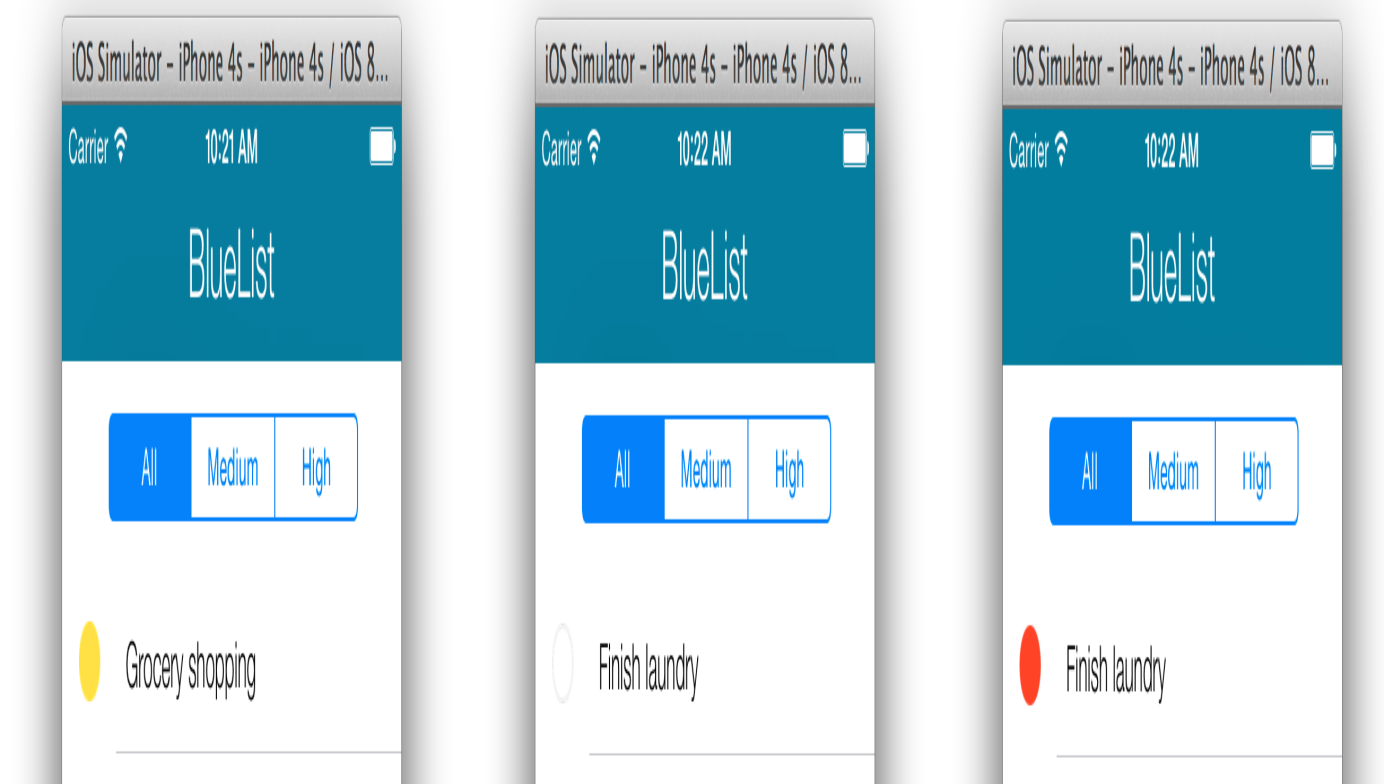 iOS Simulator – iPhone 4s – iPhone 4s / iOS 8...
Carrier 10:21 AM
BlueList
All Medium High
Grocery shopping
iOS Simulator – iPhone 4s – iPhone 4s / iOS 8...
Carrier 10:22 AM
BlueList
All Medium High
Finish laundry
iOS Simulator – iPhone 4s – iPhone 4s / iOS 8...
Carrier 10:22 AM
BlueList
All Medium High
Finish laundry